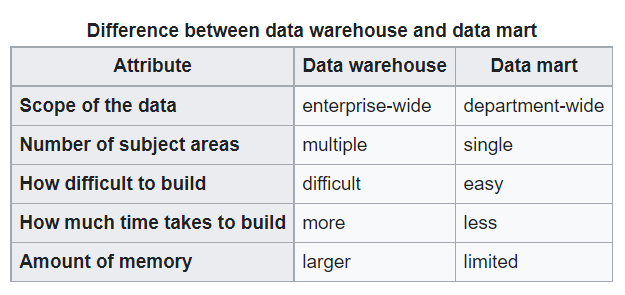 Difference between data warehouse and data mart
Attribute Data warehouse Data mart
Scope of the data enterprise-wide department-wide
Number of subject areas multiple single
How difficult to build difficult easy
How much time takes to build more less
Amount of memory larger limited